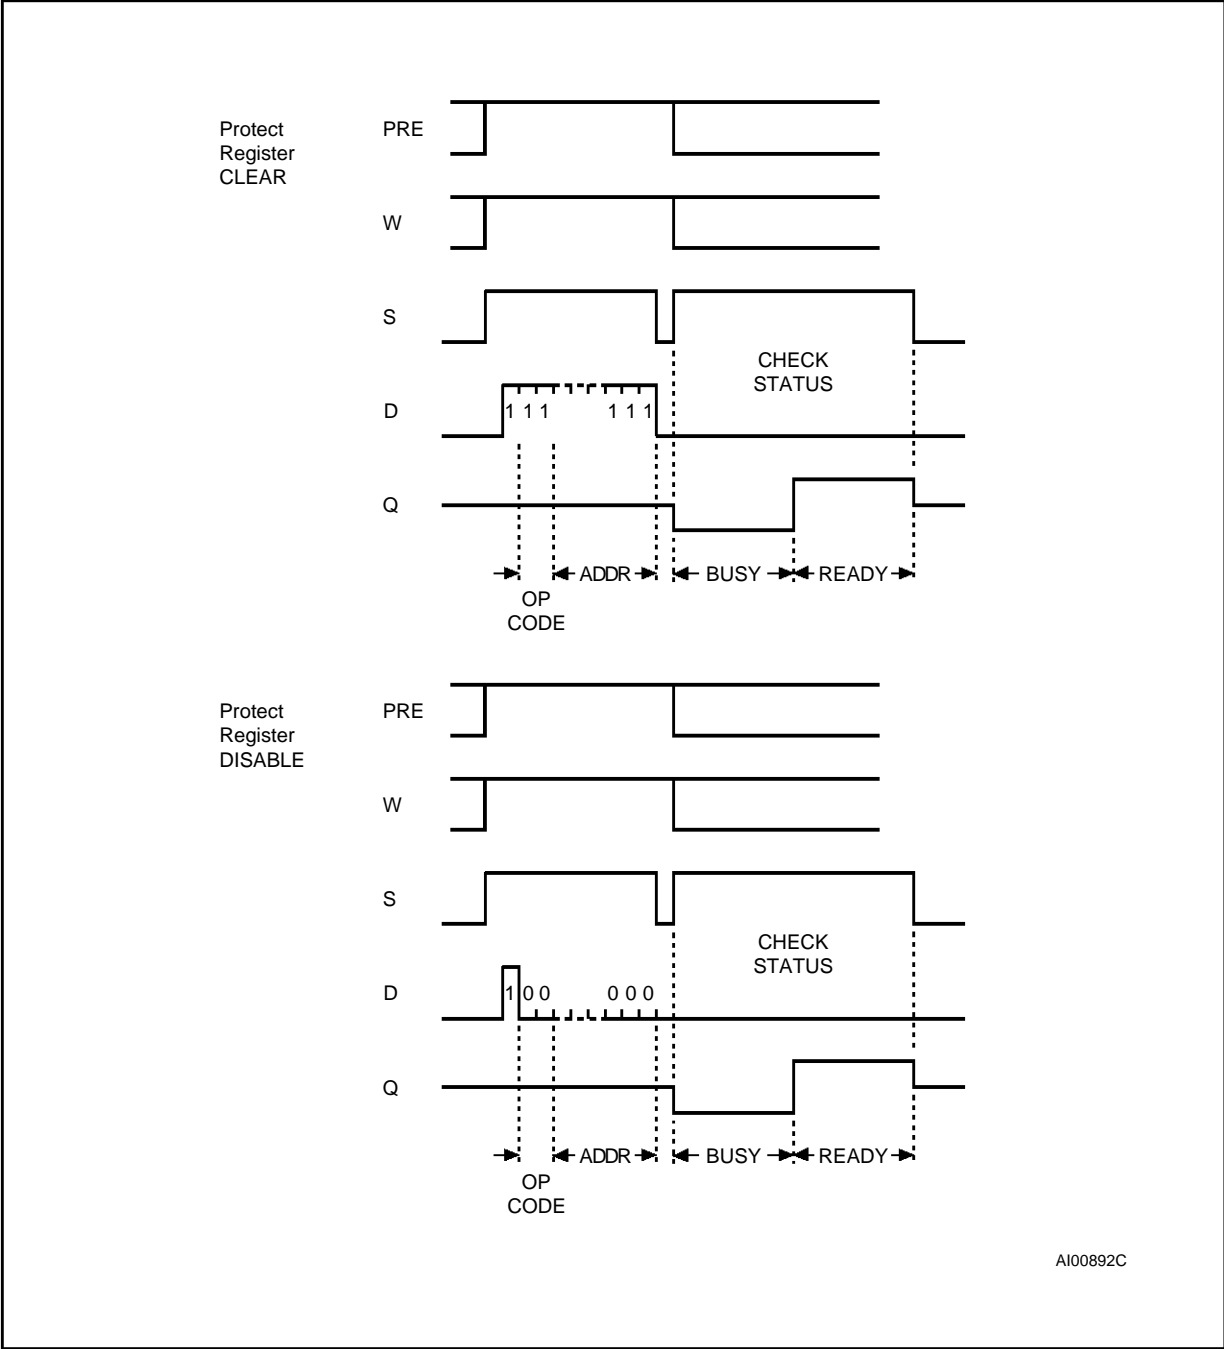 Protect
Register
CLEAR
PRE
W
S
CHECK
STATUS
D
1 1 1 1 1 1
Q
ADDR BUSY READY
OP
CODE
Protect
Register
DISABLE
PRE
W
S
CHECK
STATUS
D
1 0 0 0 0 0
Q
ADDR BUSY READY
OP
CODE
AI00892C